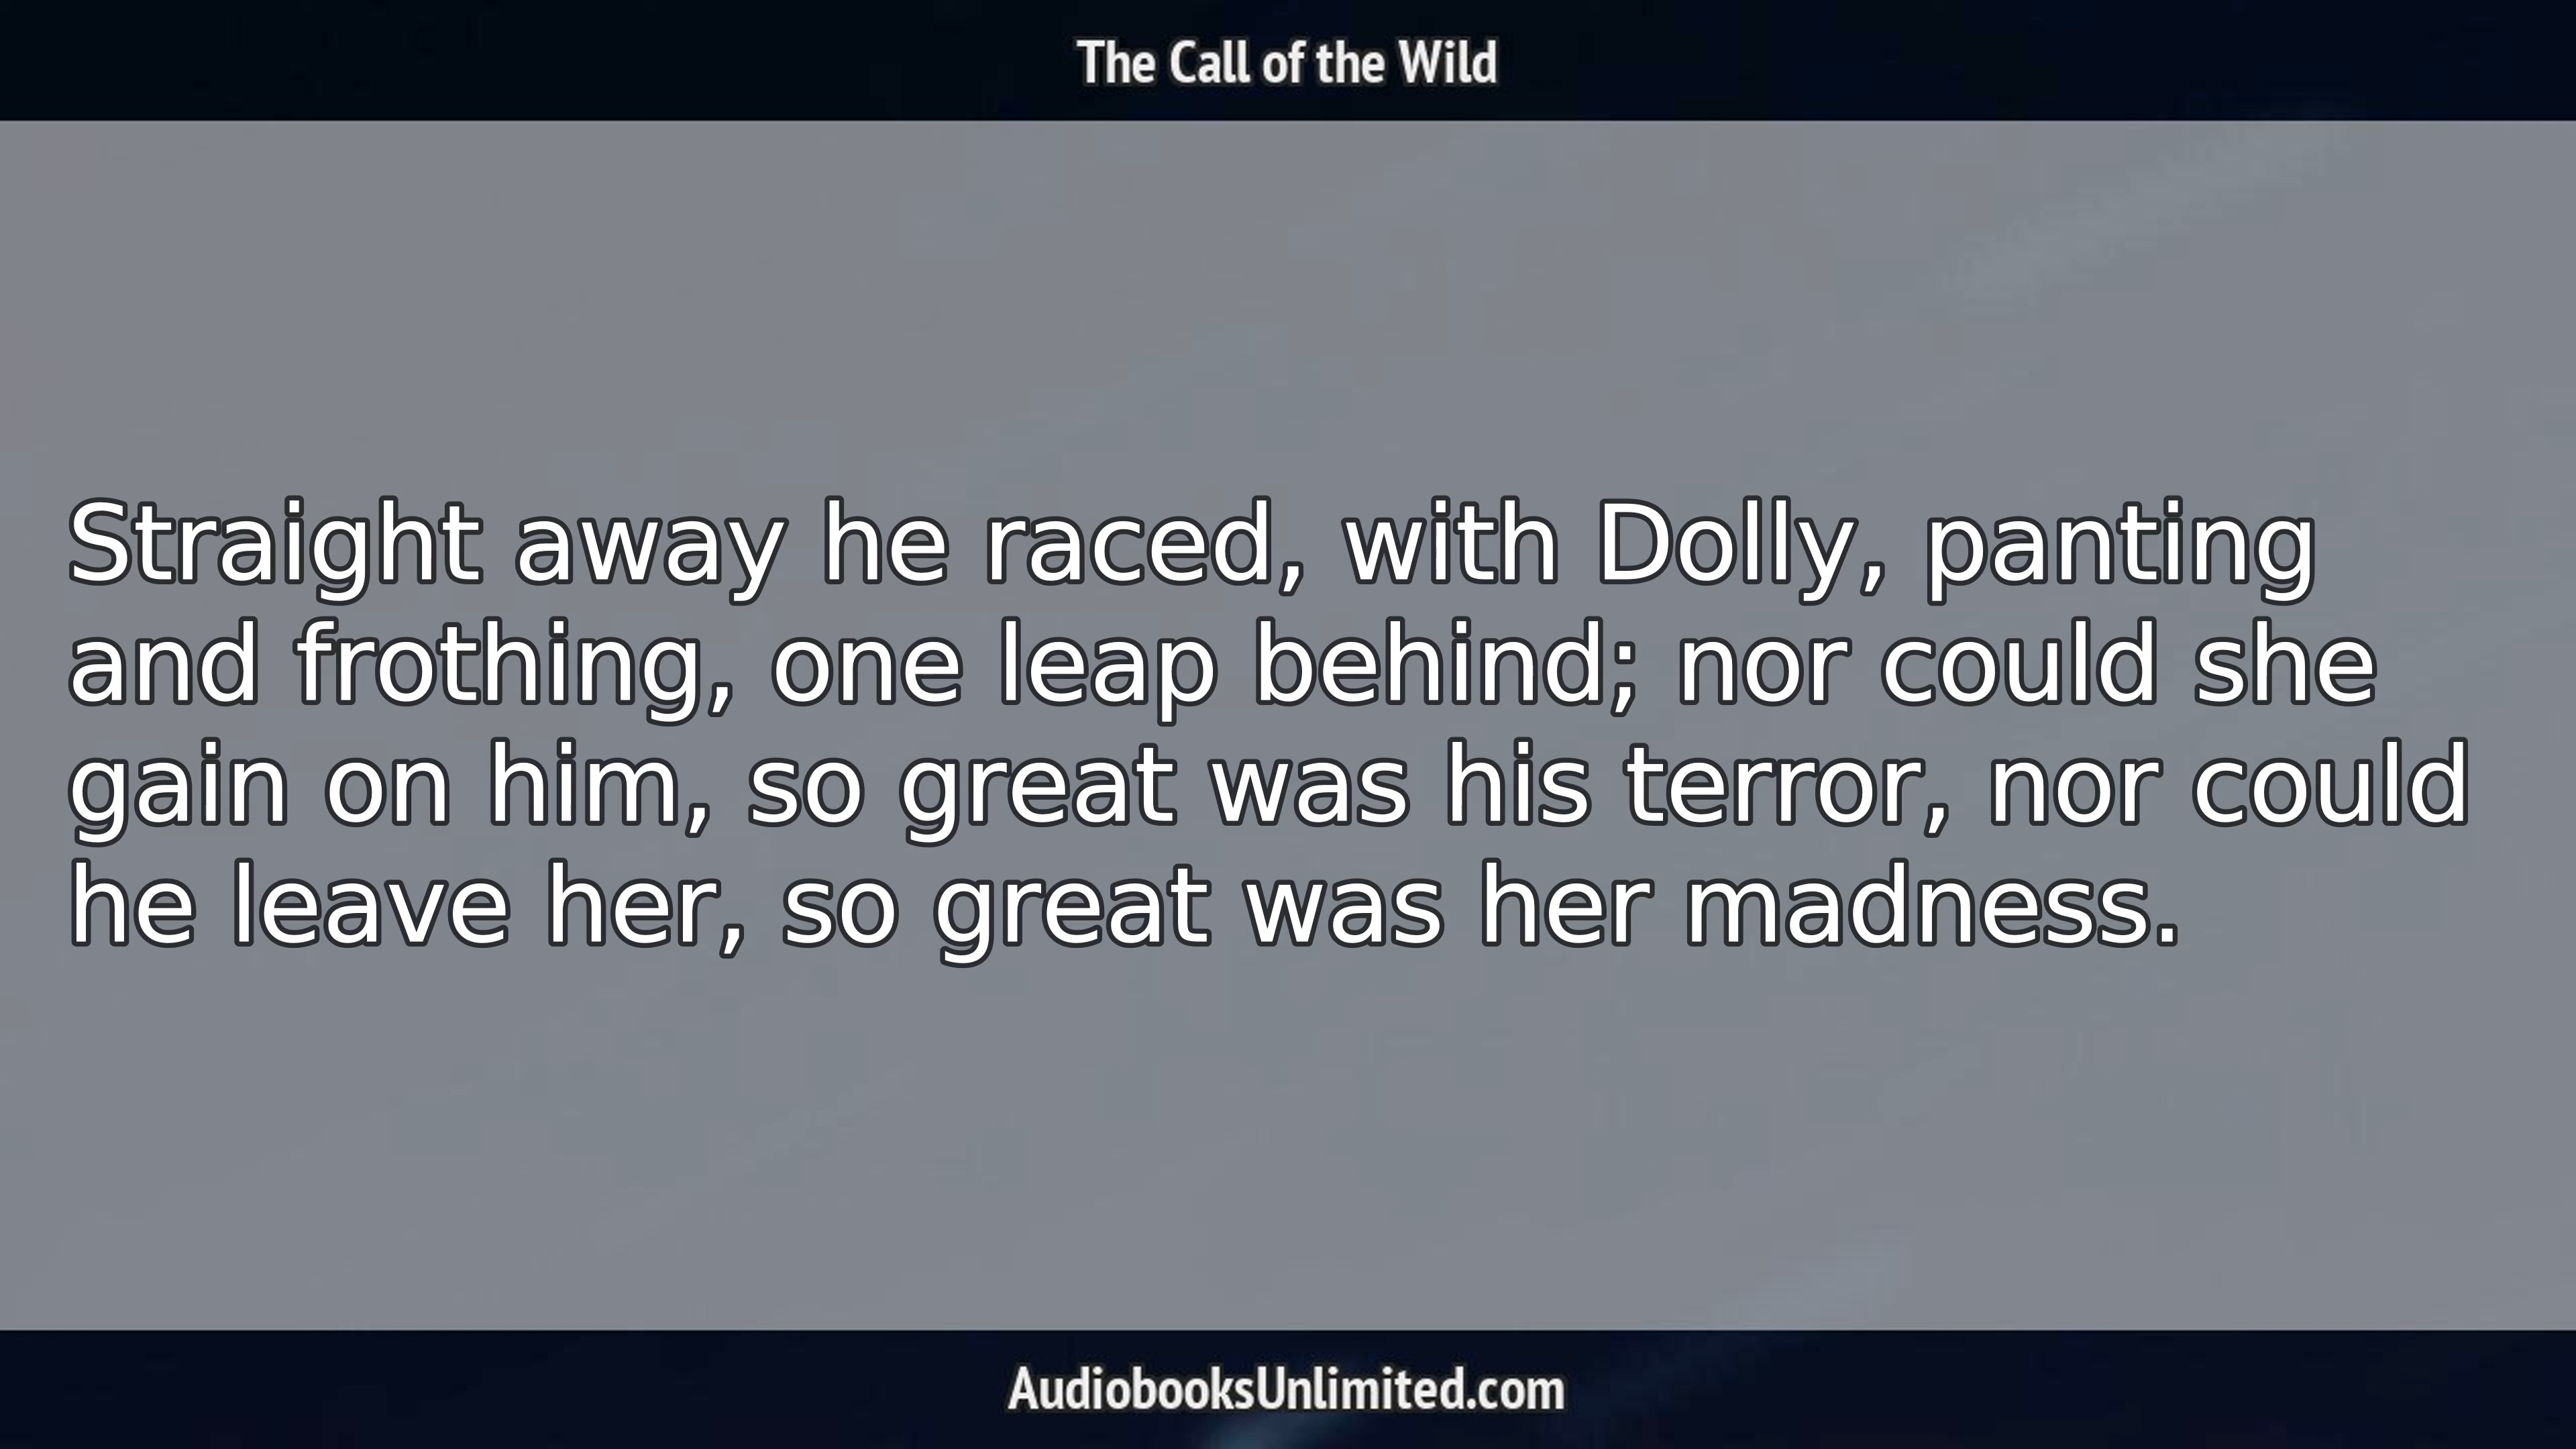 The Call of the Wild
Straight away he raced, with Dolly, panting
and frothing, one leap behind; nor could she
gain on him, so great was his terror, nor could
he leave her, so great was her madness.
AudiobooksUnlimited.com